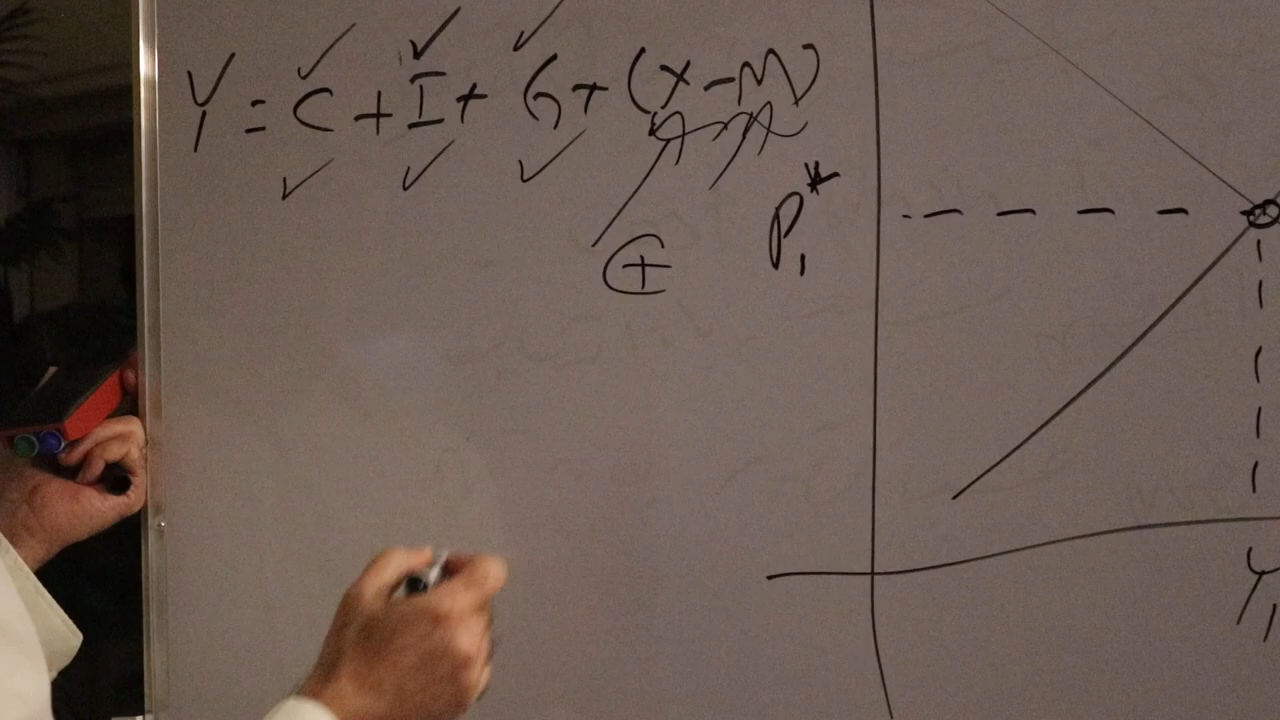 Y = C + I + G + (X - M)
+
P₁*
Y₁